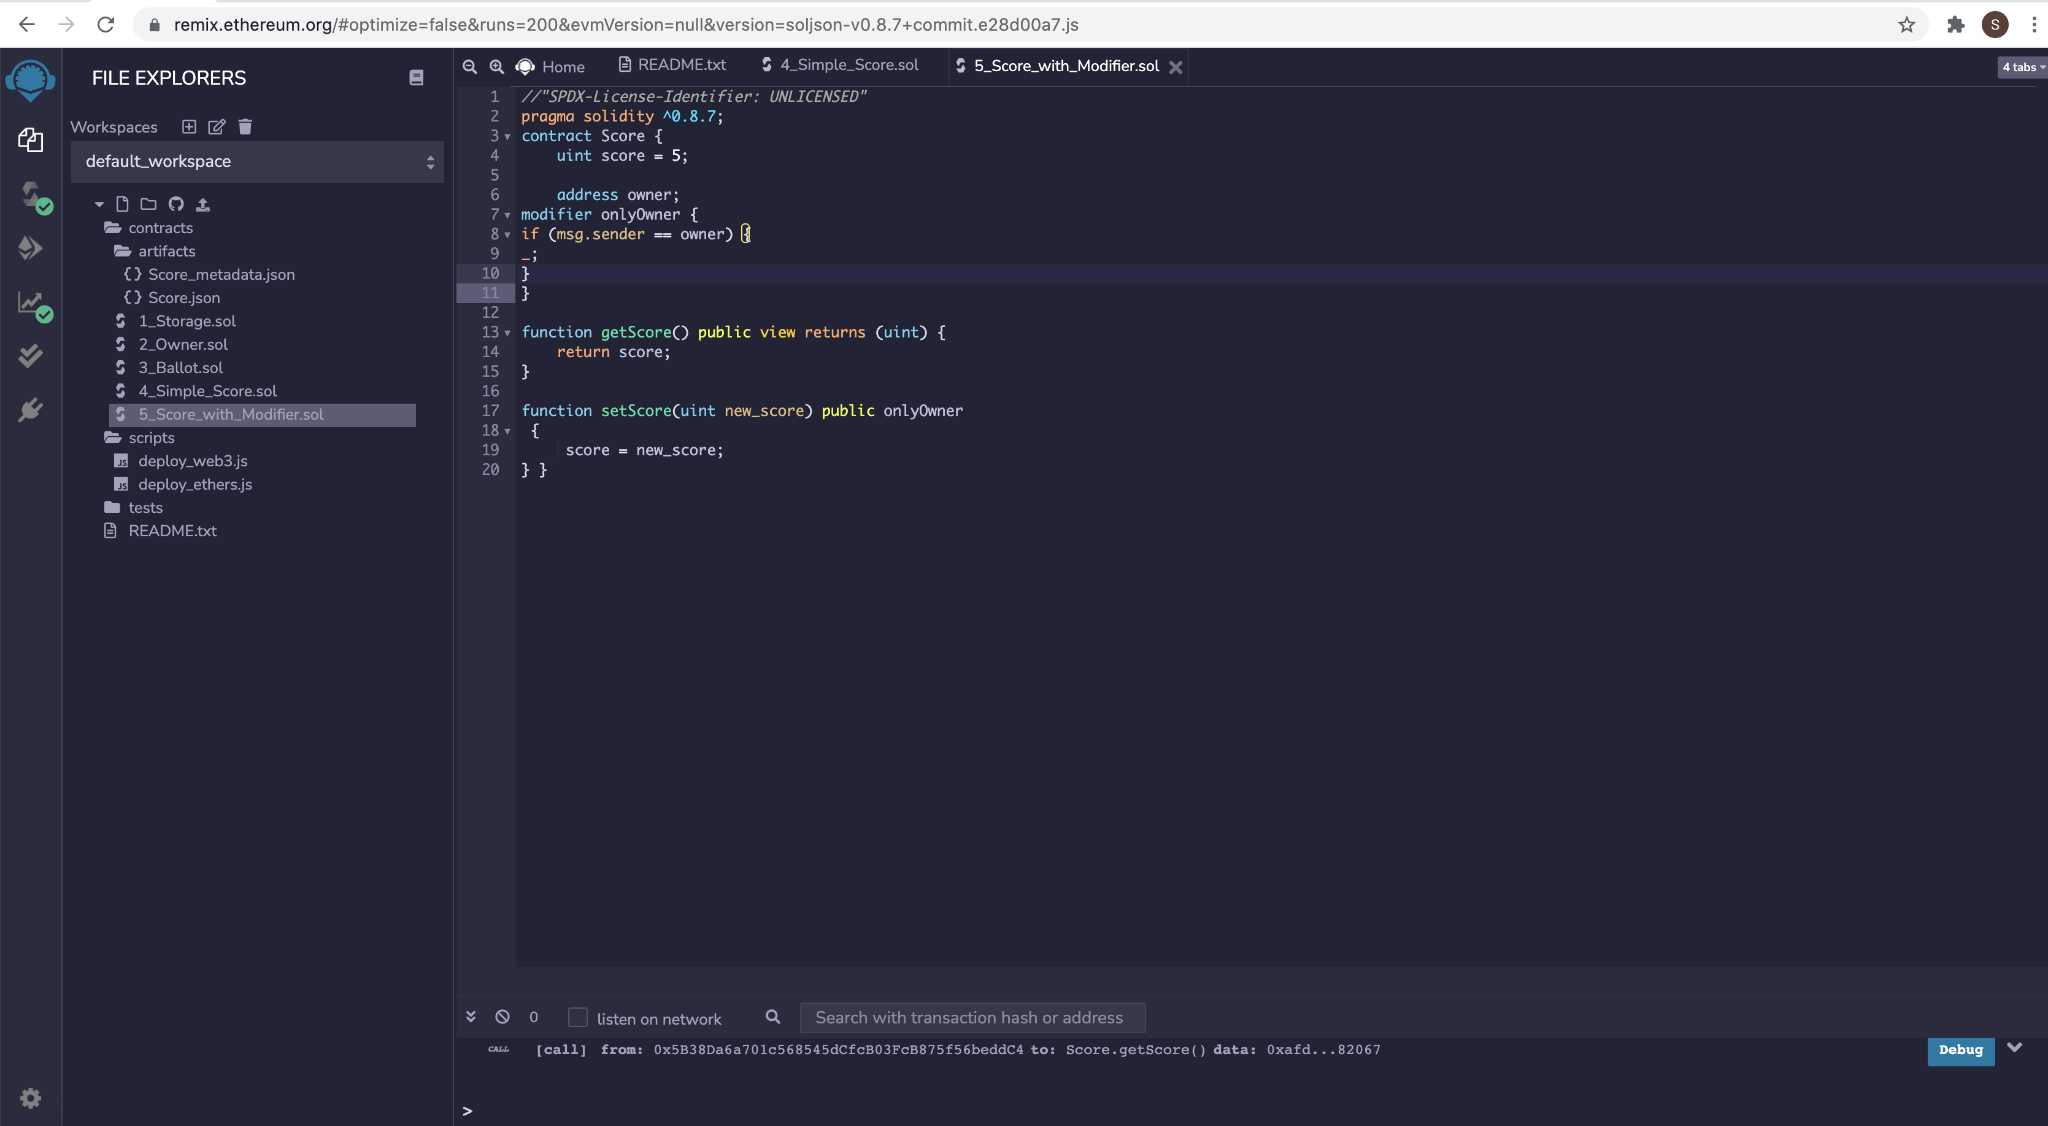 remix.ethereum.org/#optimize=false&runs=200&evmVersion=null&version=soljson-v0.8.7+commit.e28d00a7.js
S
FILE EXPLORERS
Workspaces
default_workspace
contracts
artifacts
{} Score_metadata.json
{} Score.json
1_Storage.sol
2_Owner.sol
3_Ballot.sol
4_Simple_Score.sol
5_Score_with_Modifier.sol
scripts
JS deploy_web3.js
JS deploy_ethers.js
tests
README.txt
Home README.txt 4_Simple_Score.sol 5_Score_with_Modifier.sol
4 tabs
1 //"SPDX-License-Identifier: UNLICENSED"
2 pragma solidity ^0.8.7;
3 contract Score {
4 uint score = 5;
5
6 address owner;
7 modifier onlyOwner {
8 if (msg.sender == owner) {
9 _;
10 }
11 }
12
13 function getScore() public view returns (uint) {
14 return score;
15 }
16
17 function setScore(uint new_score) public onlyOwner
18 {
19 score = new_score;
20 } }
0 listen on network Search with transaction hash or address
CALL [call] from: 0x5B38Da6a701c568545dCfcB03FcB875f56beddC4 to: Score.getScore() data: 0xafd...82067
Debug
>